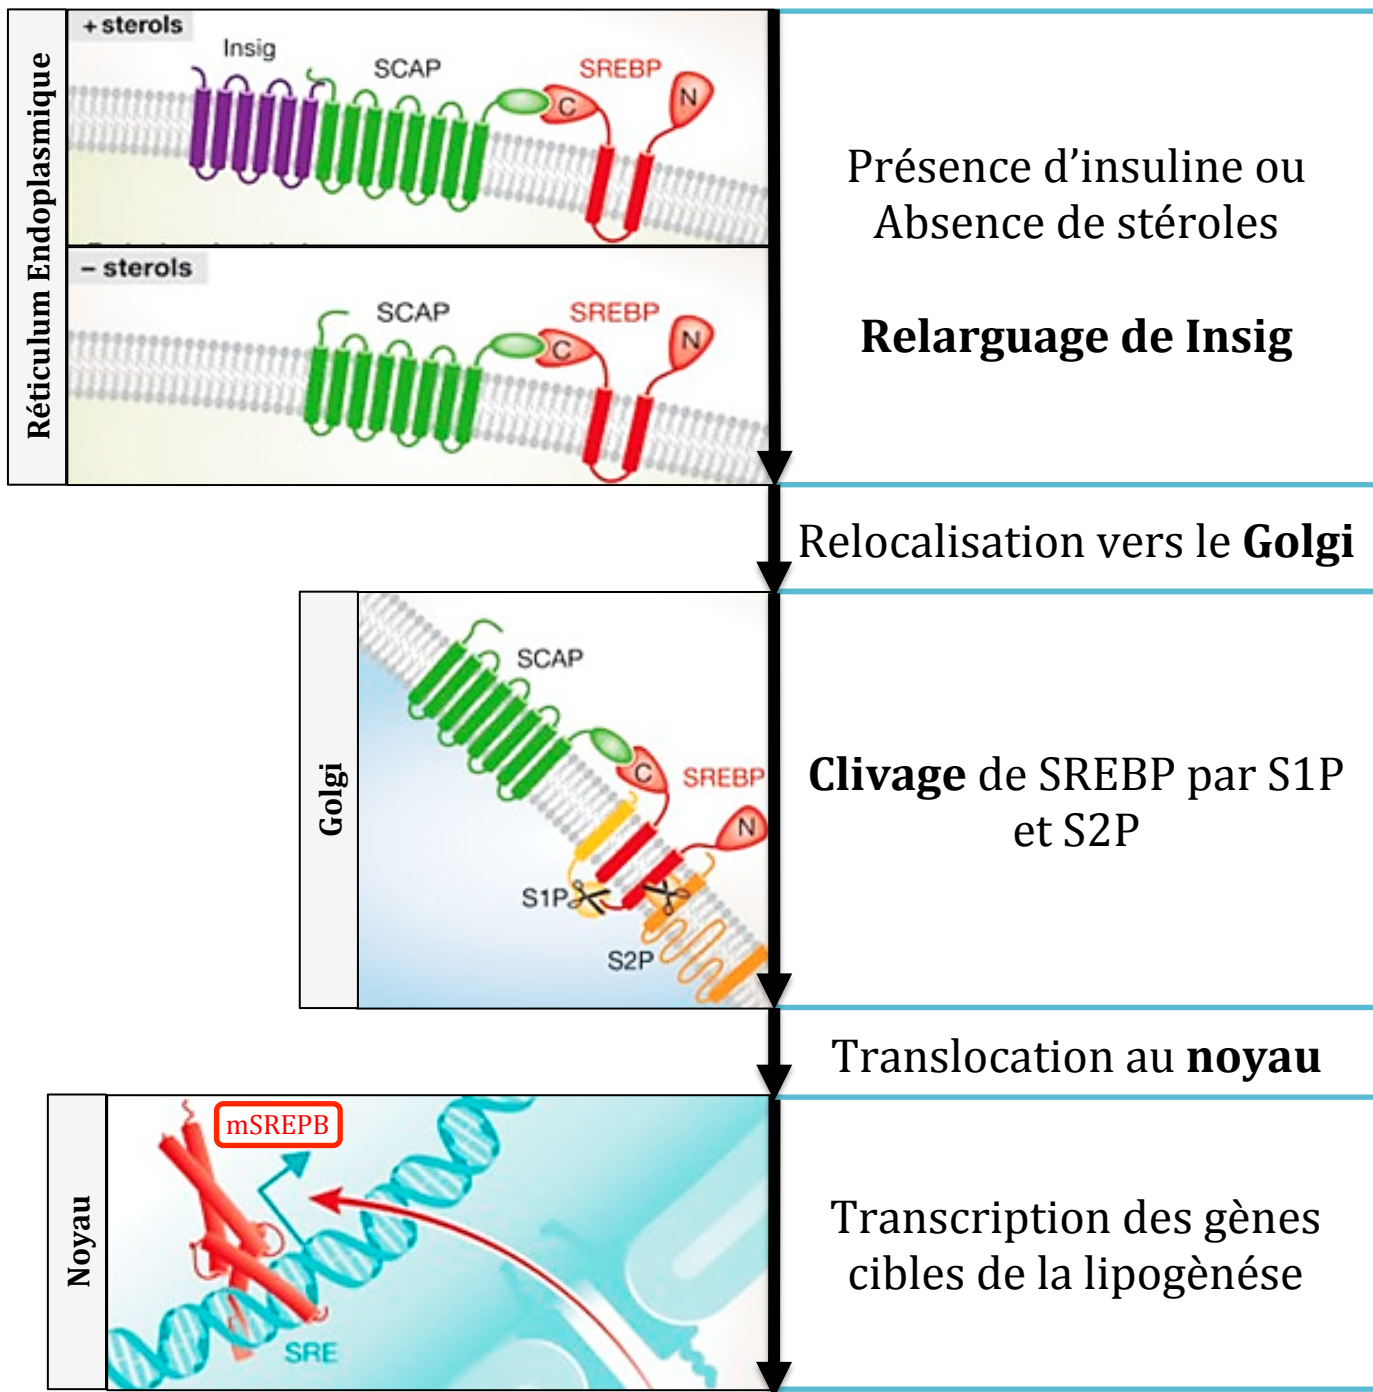 Réticulum Endoplasmique
+ sterols
Insig
SCAP
SREBP
C
N
Présence d’insuline ou
Absence de stéroles
Relarguage de Insig
– sterols
SCAP
SREBP
C
N
Relocalisation vers le Golgi
Golgi
SCAP
C
SREBP
N
S1P
S2P
Clivage de SREBP par S1P
et S2P
Translocation au noyau
Noyau
mSREPB
SRE
Transcription des gènes
cibles de la lipogènése